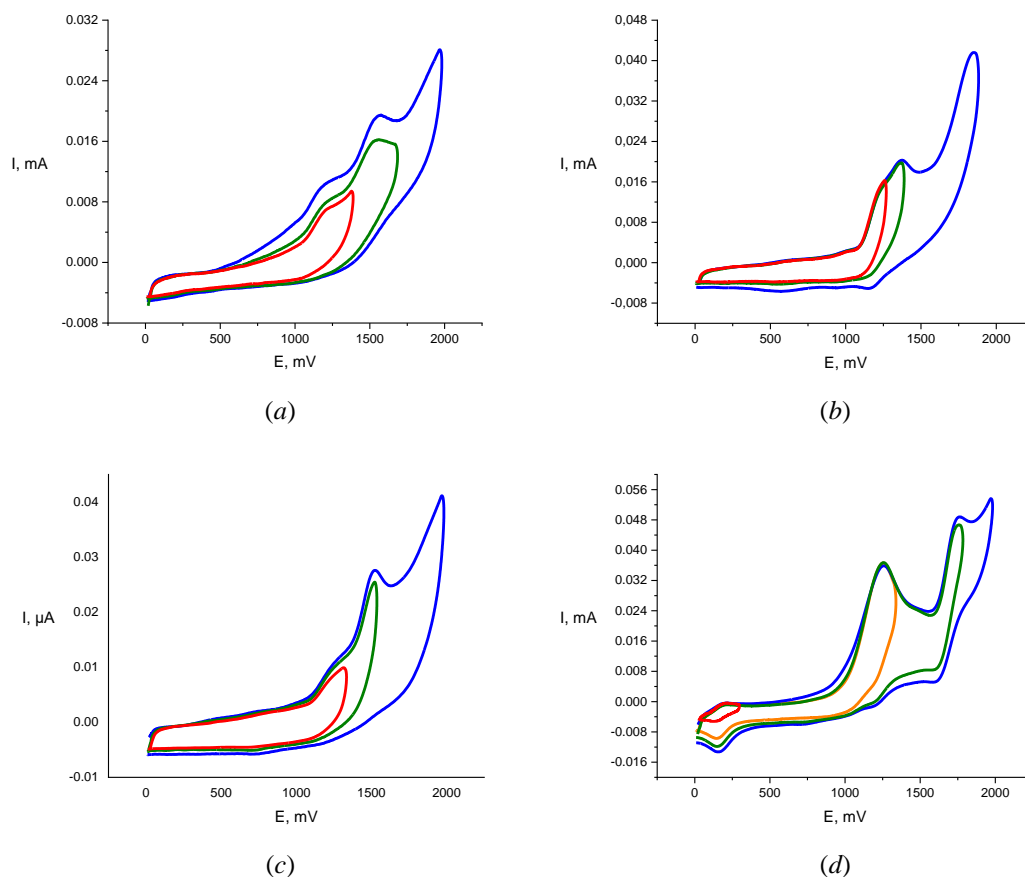 0.032
0.024
0.016
0.008
0.000
-0.008
I, mA
0 500 1000 1500 2000
E, mV
(a)
0,048
0,040
0,032
0,024
0,016
0,008
0,000
-0,008
I, mA
0 500 1000 1500 2000
E, mV
(b)
0.04
0.03
0.02
0.01
0.00
-0.01
I, µA
0 500 1000 1500 2000
E, mV
(c)
0.056
0.048
0.040
0.032
0.024
0.016
0.008
0.000
-0.008
-0.016
I, mA
0 500 1000 1500 2000
E, mV
(d)